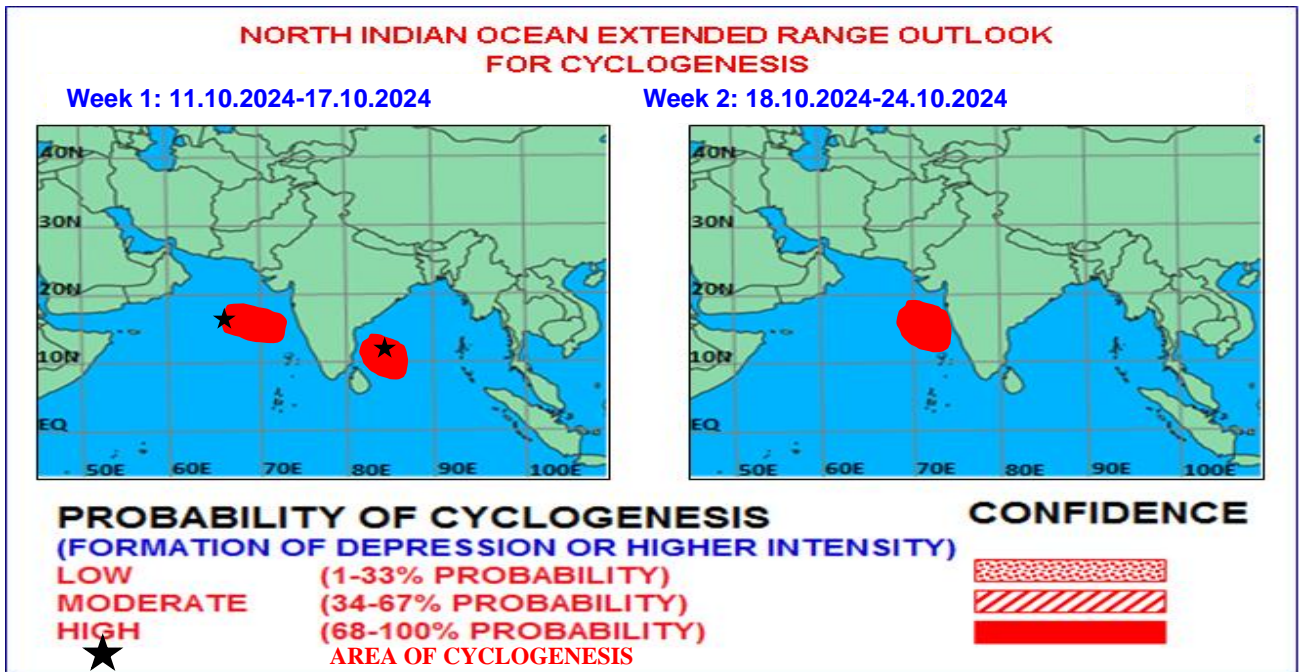 NORTH INDIAN OCEAN EXTENDED RANGE OUTLOOK
FOR CYCLOGENESIS
Week 1: 11.10.2024-17.10.2024
Week 2: 18.10.2024-24.10.2024
40N
30N
20N
10N
EQ
50E 60E 70E 80E 90E 100E
40N
30N
20N
10N
EQ
50E 60E 70E 80E 90E 100E
PROBABILITY OF CYCLOGENESIS
CONFIDENCE
(FORMATION OF DEPRESSION OR HIGHER INTENSITY)
LOW (1-33% PROBABILITY)
MODERATE (34-67% PROBABILITY)
HIGH (68-100% PROBABILITY)
AREA OF CYCLOGENESIS